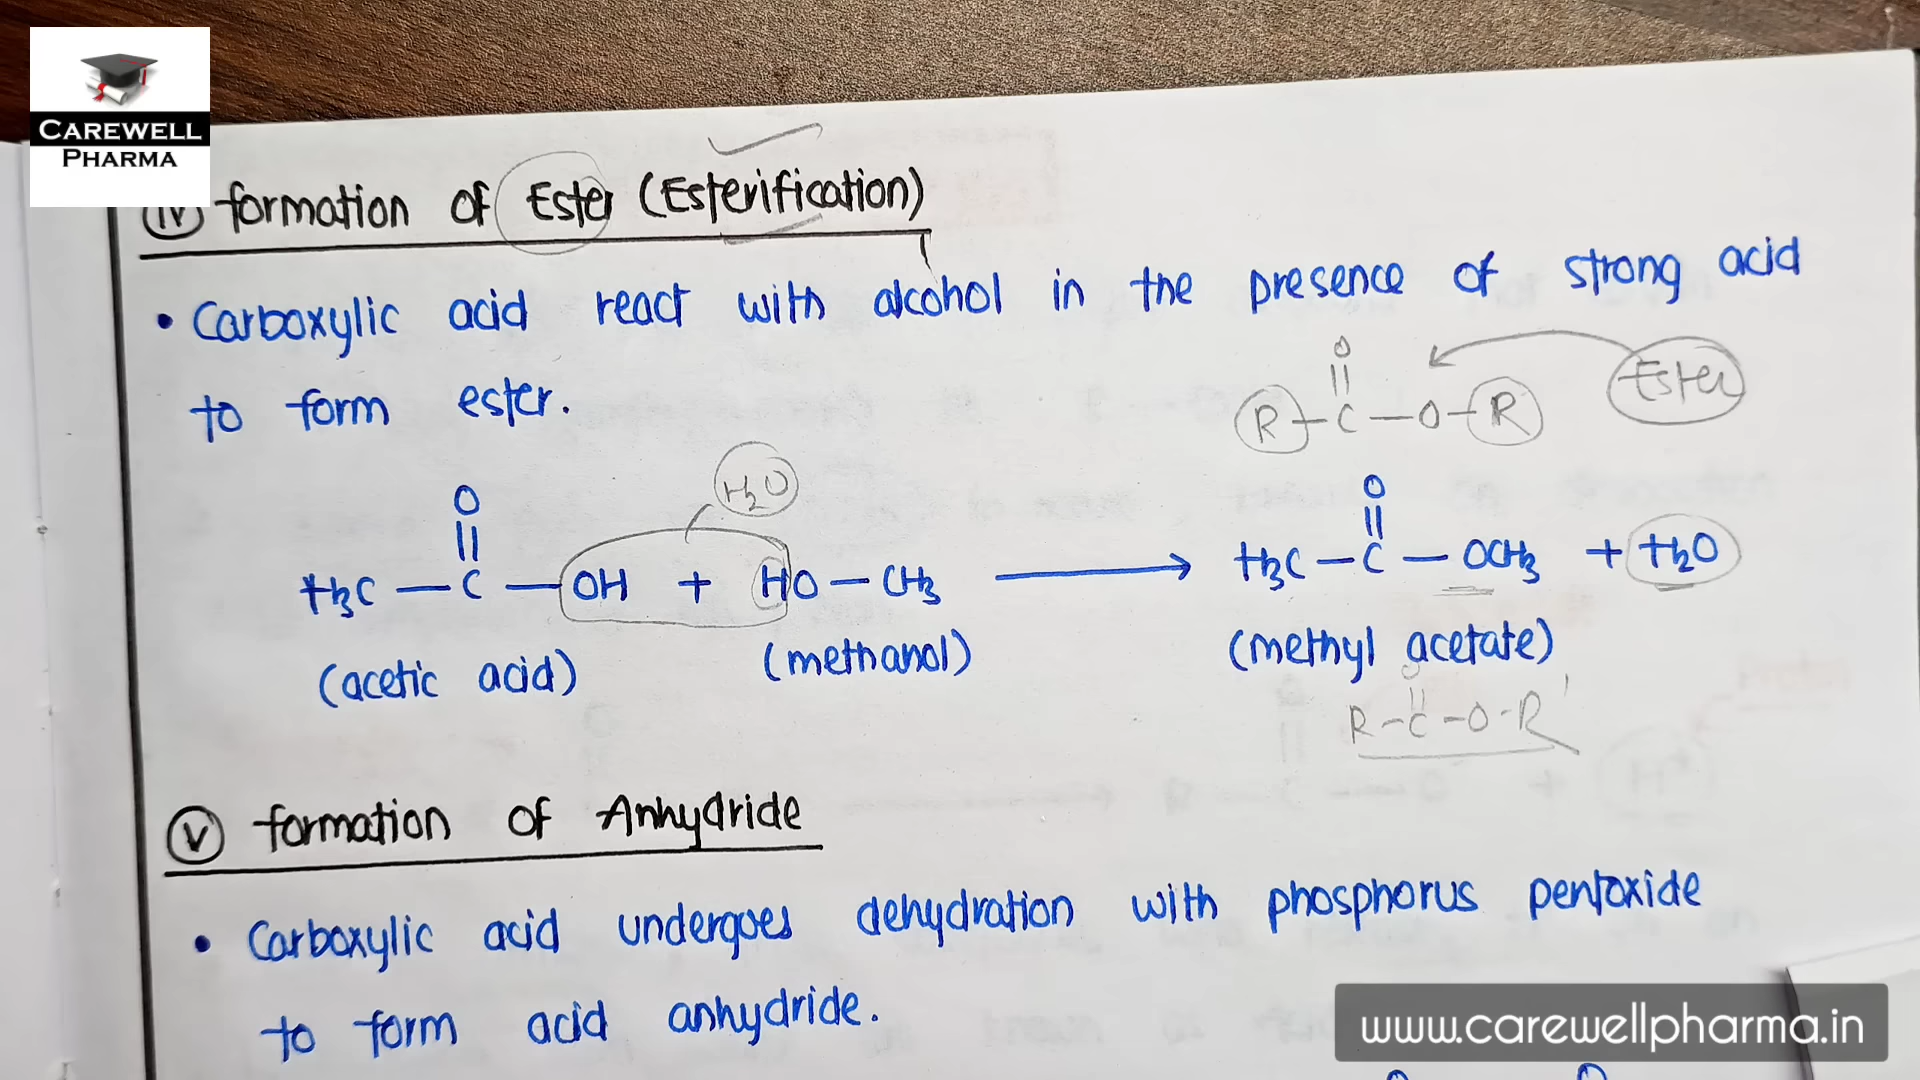 CAREWELL
PHARMA
(iv) formation of Ester (Esterification)
• Carboxylic acid react with alcohol in the presence of strong acid
to form ester.
O
||
R – C – O – R
Ester
H₂O
O
||
H₃C – C – OH + HO – CH₃ ⟶
(acetic acid) (methanol)
O
||
H₃C – C – OCH₃ + H₂O
(methyl acetate)
O
||
R – C – O – R'
(v) formation of Anhydride
• Carboxylic acid undergoes dehydration with phosphorus pentoxide
to form acid anhydride.
www.carewellpharma.in